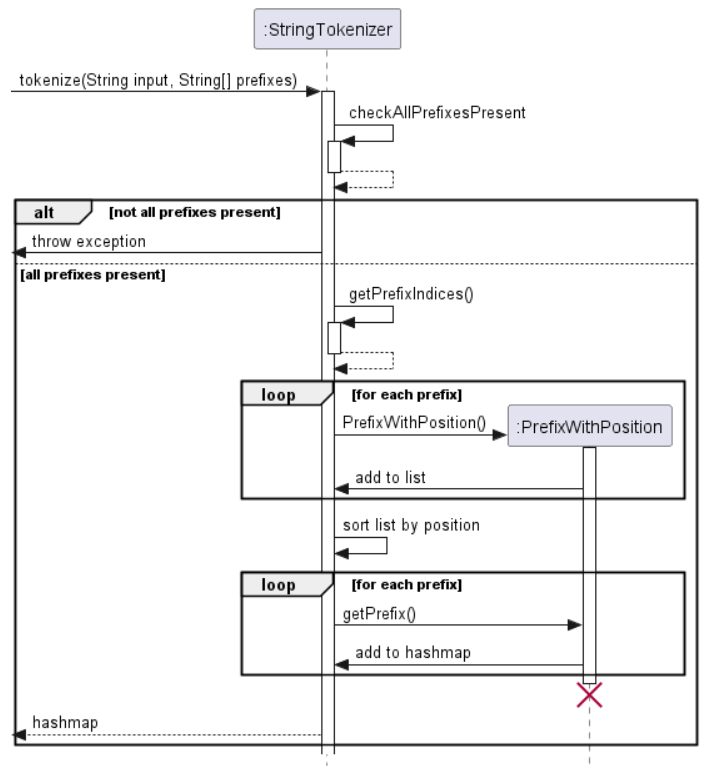 :StringTokenizer
tokenize(String input, String[] prefixes)
checkAllPrefixesPresent
alt
[not all prefixes present]
throw exception
[all prefixes present]
getPrefixIndices()
loop
[for each prefix]
PrefixWithPosition()
:PrefixWithPosition
add to list
sort list by position
loop
[for each prefix]
getPrefix()
add to hashmap
hashmap